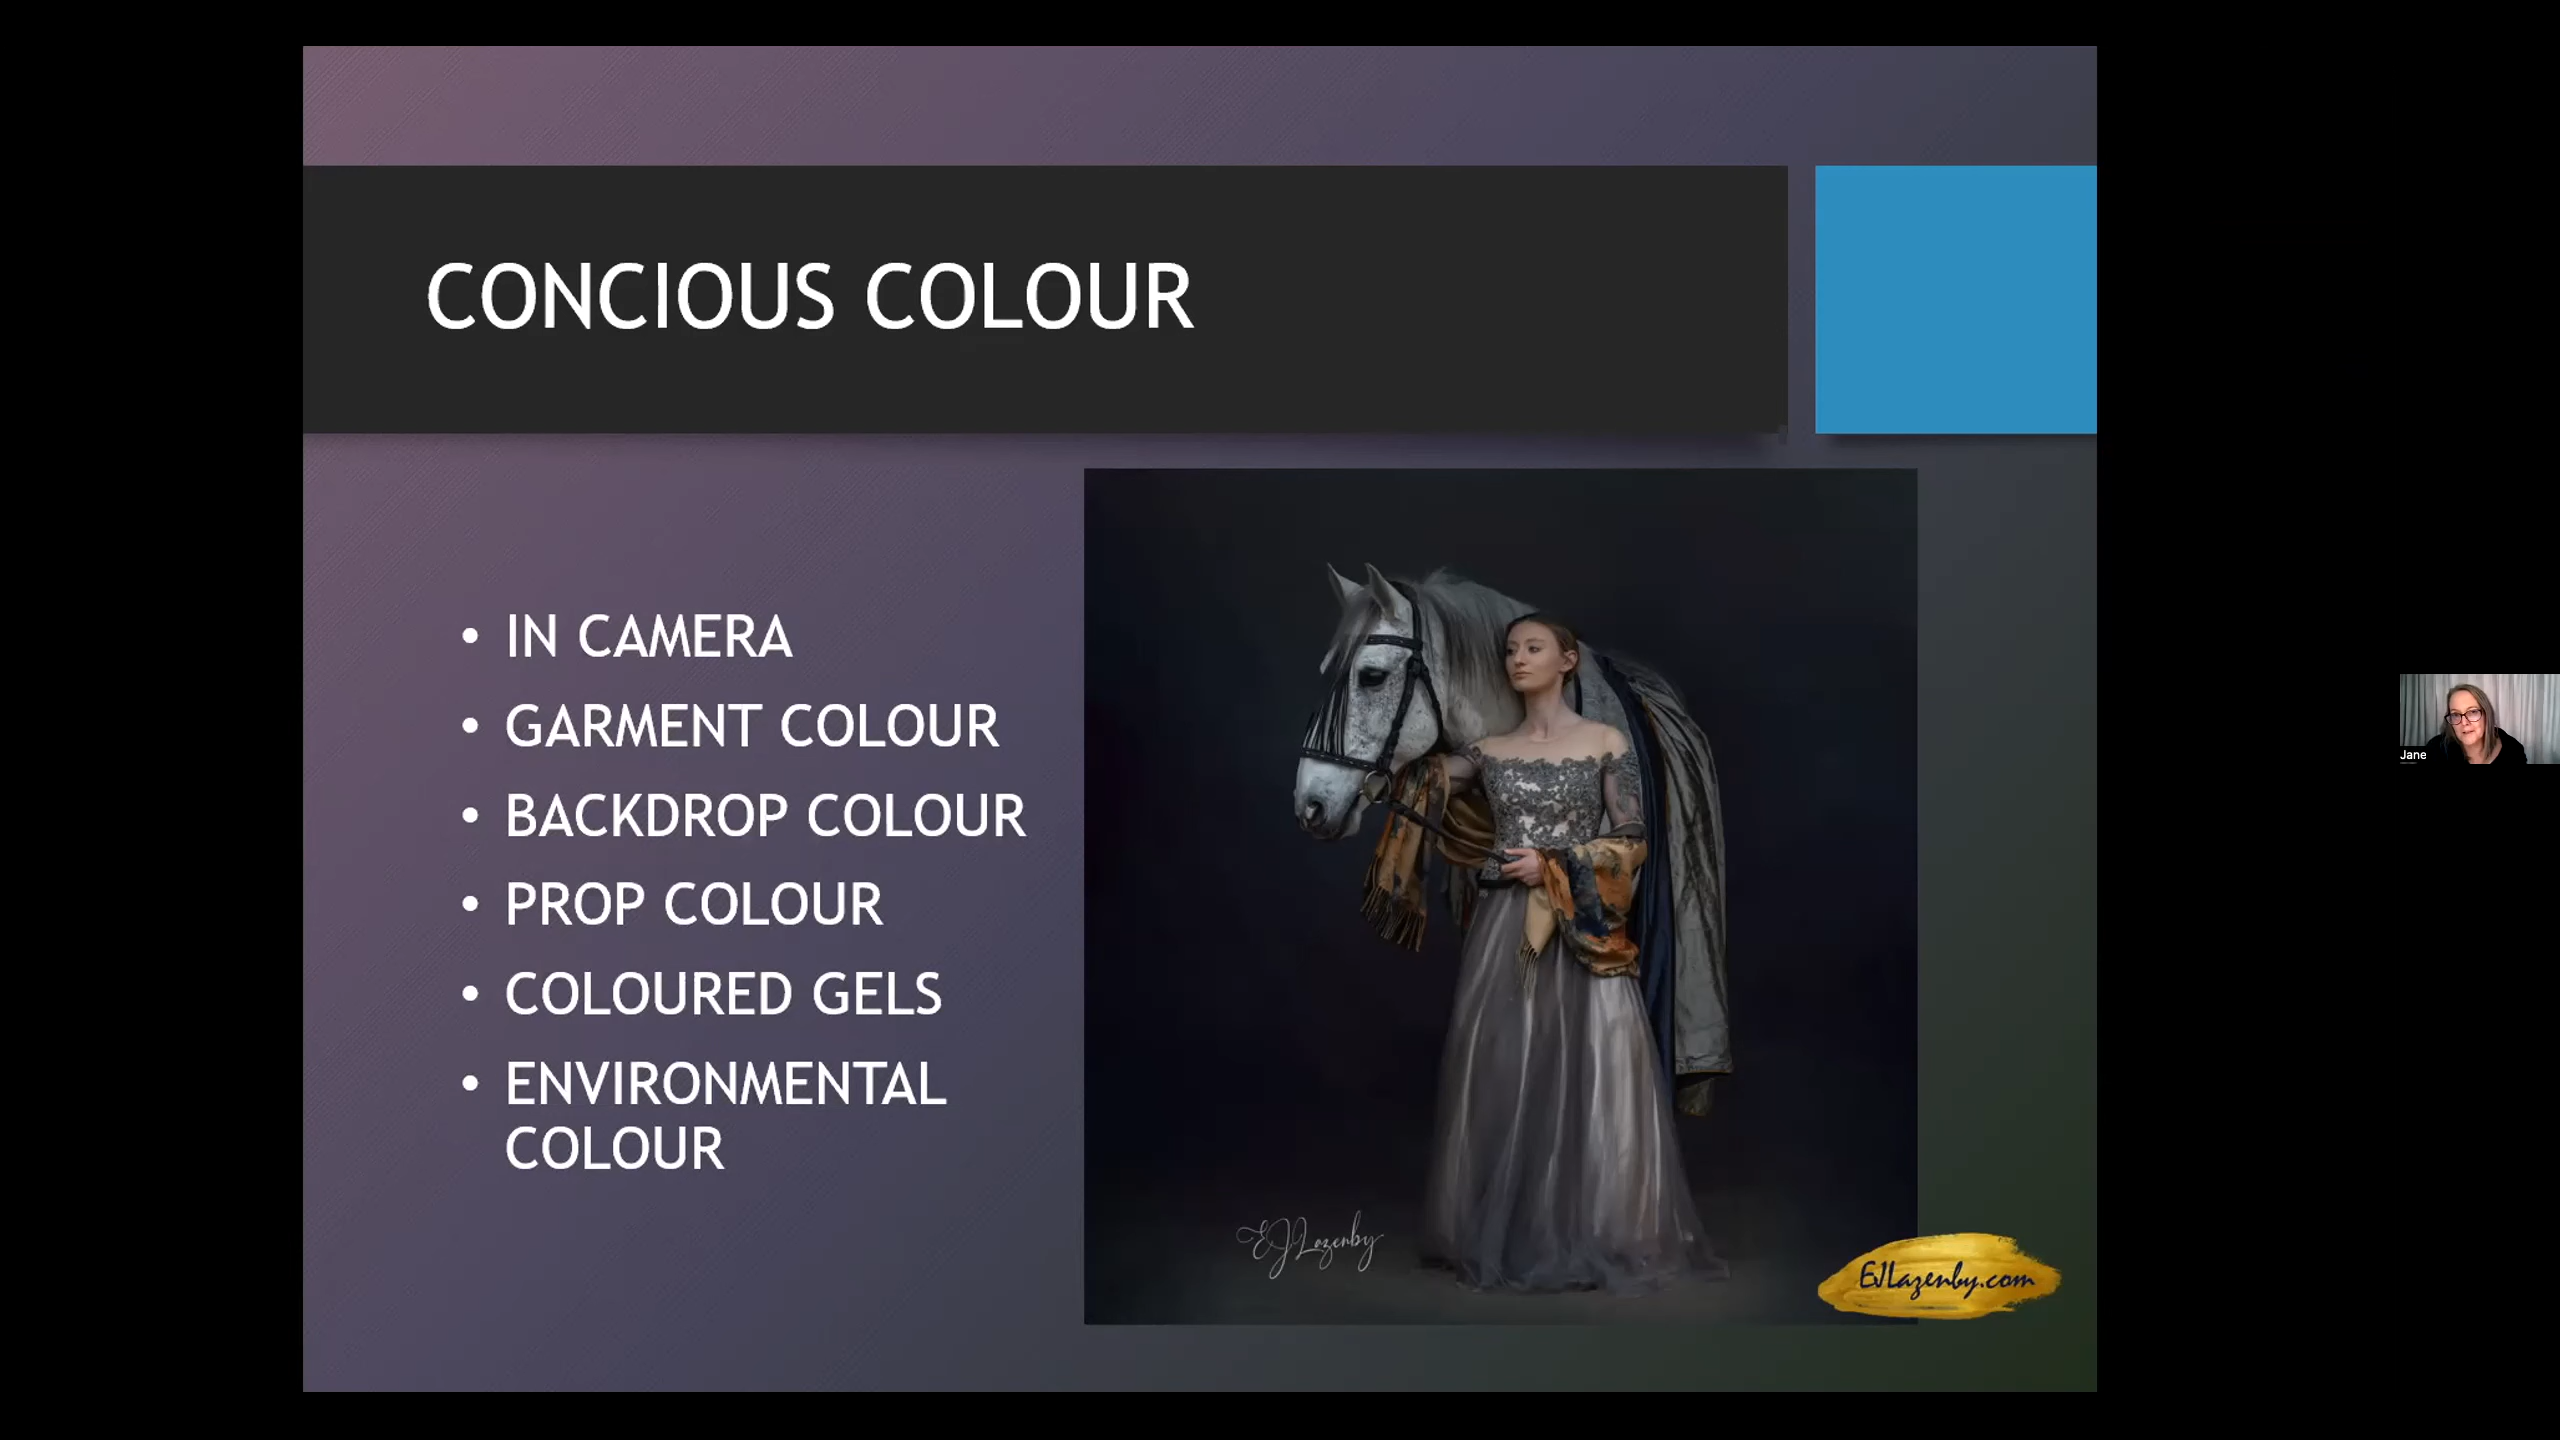 CONCIOUS COLOUR
• IN CAMERA
• GARMENT COLOUR
• BACKDROP COLOUR
• PROP COLOUR
• COLOURED GELS
• ENVIRONMENTAL
COLOUR
EJLazenby
EJLazenby.com
Jane